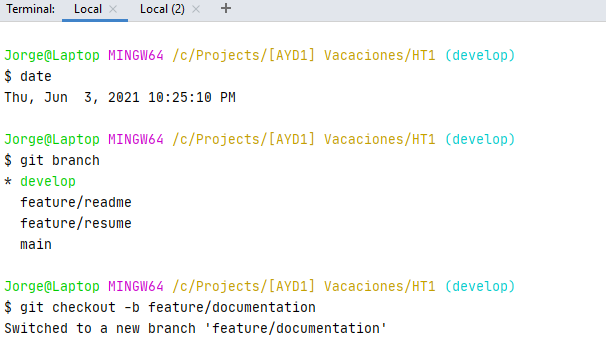 Terminal: Local × Local (2) × +
Jorge@Laptop MINGW64 /c/Projects/[AYD1] Vacaciones/HT1 (develop)
$ date
Thu, Jun  3, 2021 10:25:10 PM
Jorge@Laptop MINGW64 /c/Projects/[AYD1] Vacaciones/HT1 (develop)
$ git branch
* develop
  feature/readme
  feature/resume
  main
Jorge@Laptop MINGW64 /c/Projects/[AYD1] Vacaciones/HT1 (develop)
$ git checkout -b feature/documentation
Switched to a new branch 'feature/documentation'